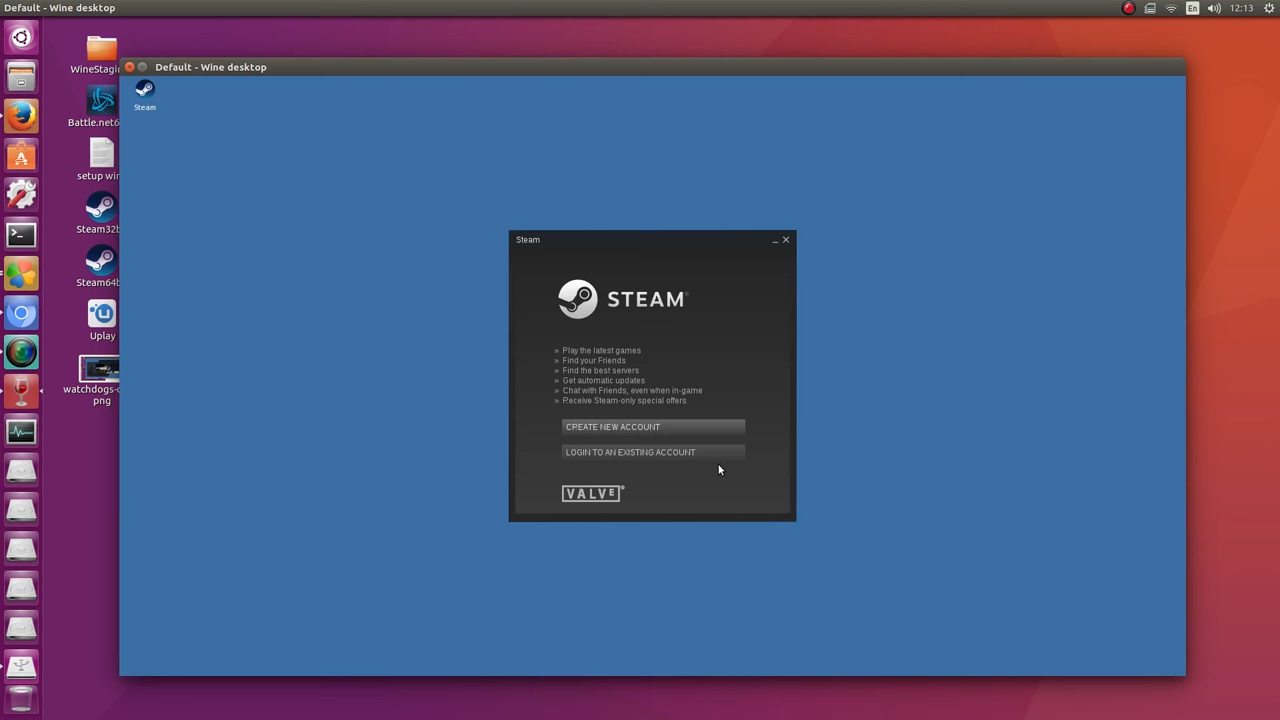 Default - Wine desktop
En
12:13
WineStagin
Battle.net6
setup win
Steam32b
Steam64b
Uplay
watchdogs-c
png
Default - Wine desktop
Steam
Steam
STEAM®
» Play the latest games
» Find your Friends
» Find the best servers
» Get automatic updates
» Chat with Friends, even when in-game
» Receive Steam-only special offers
CREATE NEW ACCOUNT
LOGIN TO AN EXISTING ACCOUNT
VALVE®